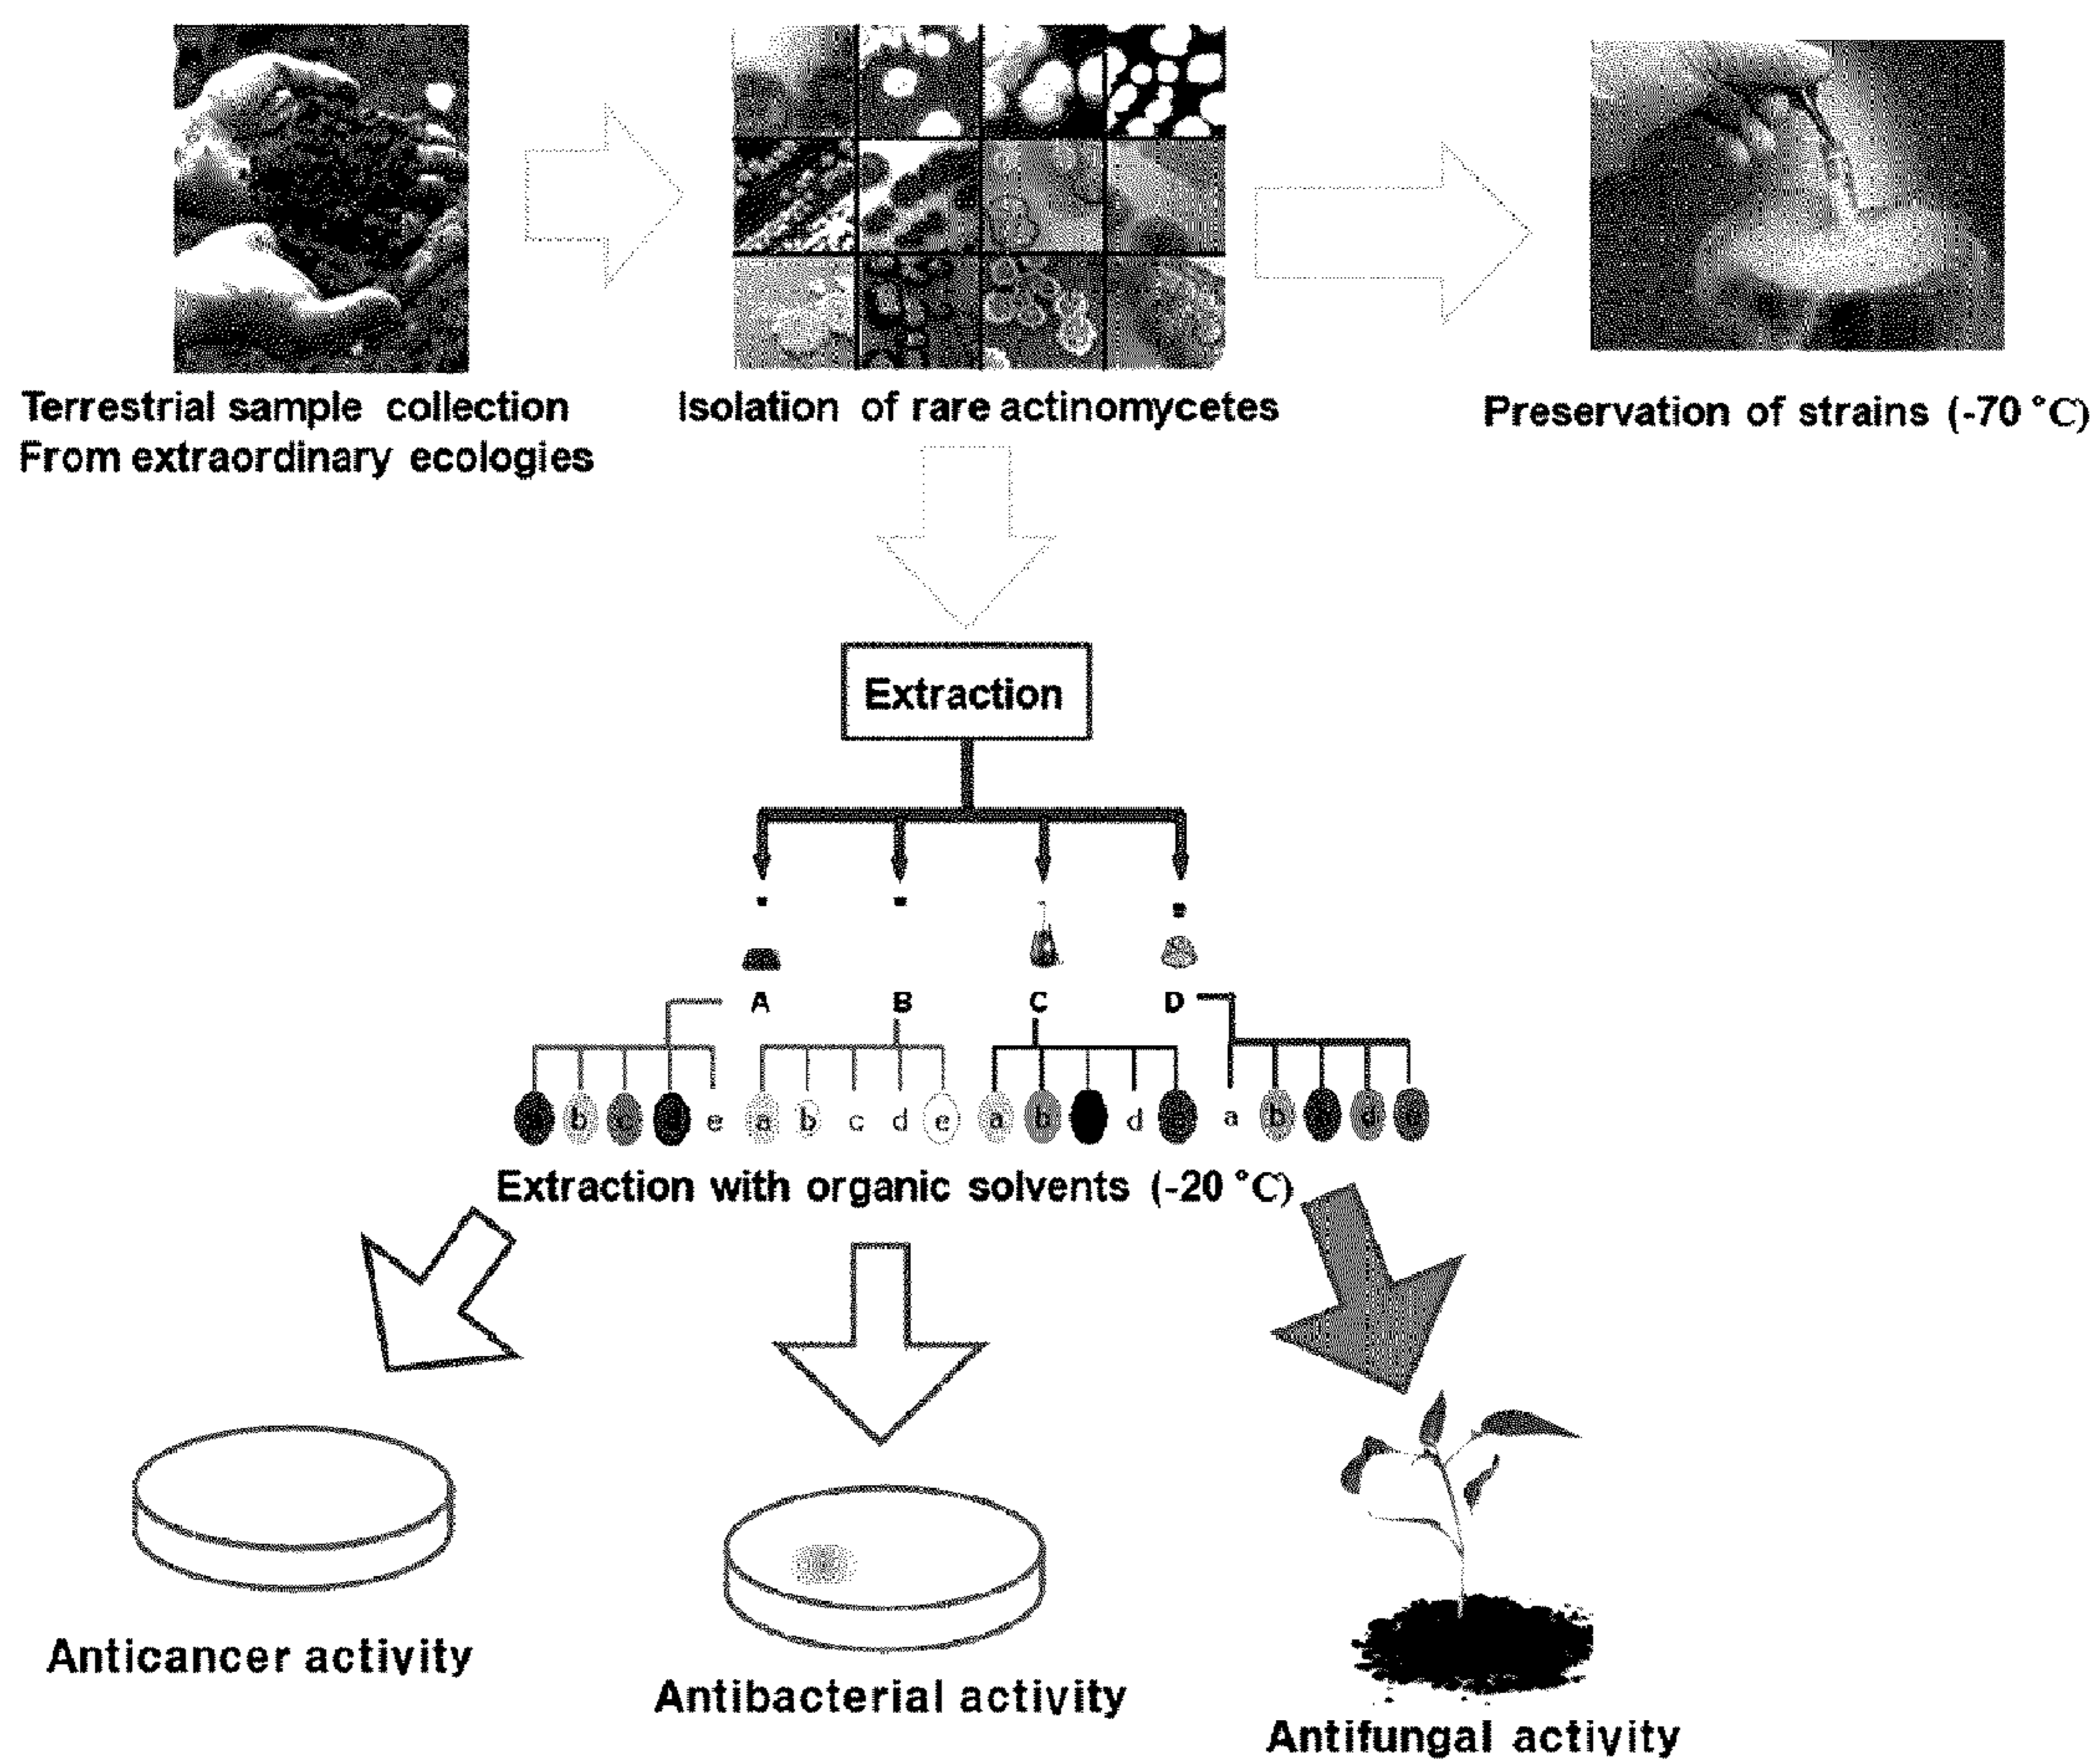 Terrestrial sample collection
From extraordinary ecologies
Isolation of rare actinomycetes
Preservation of strains (-70 °C)
Extraction
A B C D
b c d e a b c d e a b d e a b d e
Extraction with organic solvents (-20 °C)
Anticancer activity
Antibacterial activity
Antifungal activity